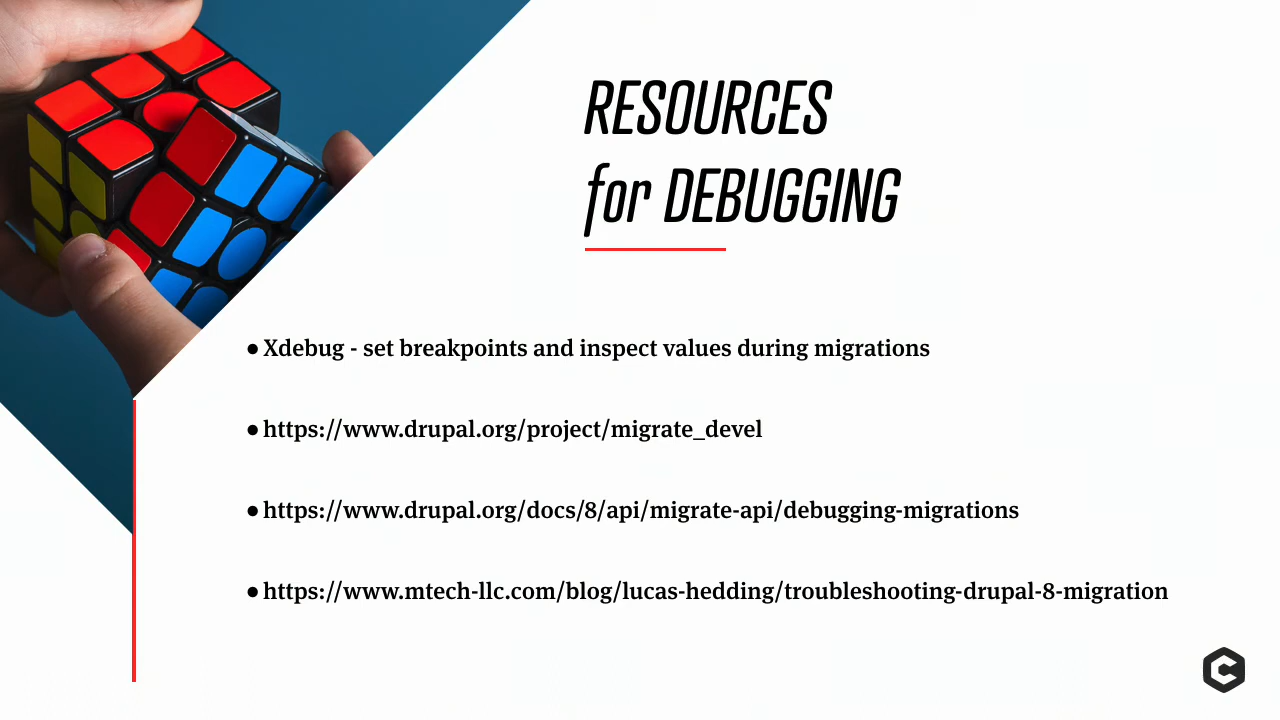 RESOURCES
for DEBUGGING
● Xdebug - set breakpoints and inspect values during migrations
● https://www.drupal.org/project/migrate_devel
● https://www.drupal.org/docs/8/api/migrate-api/debugging-migrations
● https://www.mtech-llc.com/blog/lucas-hedding/troubleshooting-drupal-8-migration